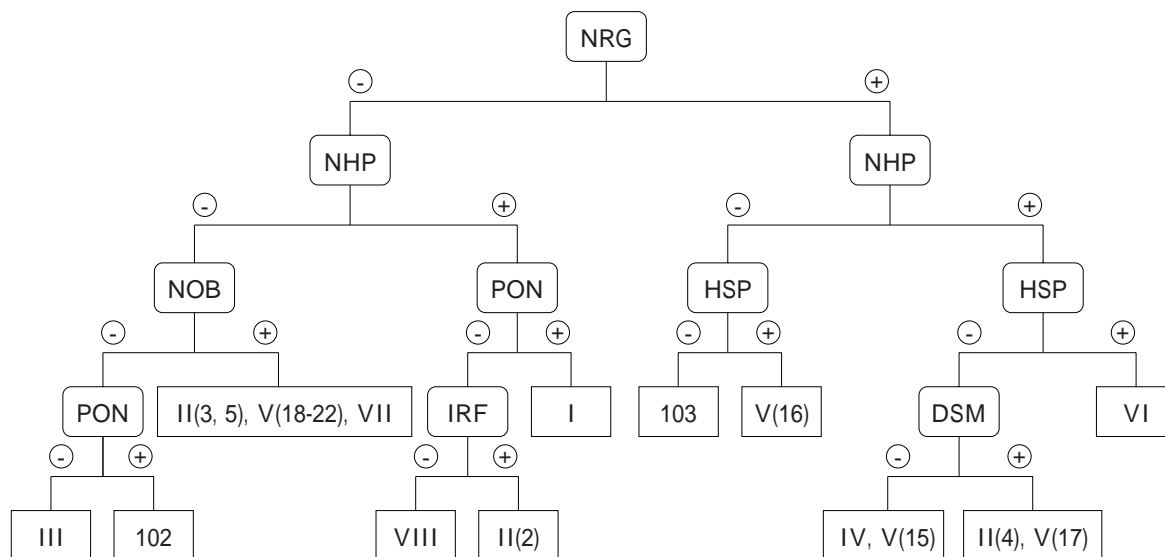 NRG
- +
NHP NHP
- + - +
NOB PON HSP HSP
- + - + - + - +
PON II(3, 5), V(18-22), VII IRF I 103 V(16) DSM VI
- + - + - +
III 102 VIII II(2) IV, V(15) II(4), V(17)